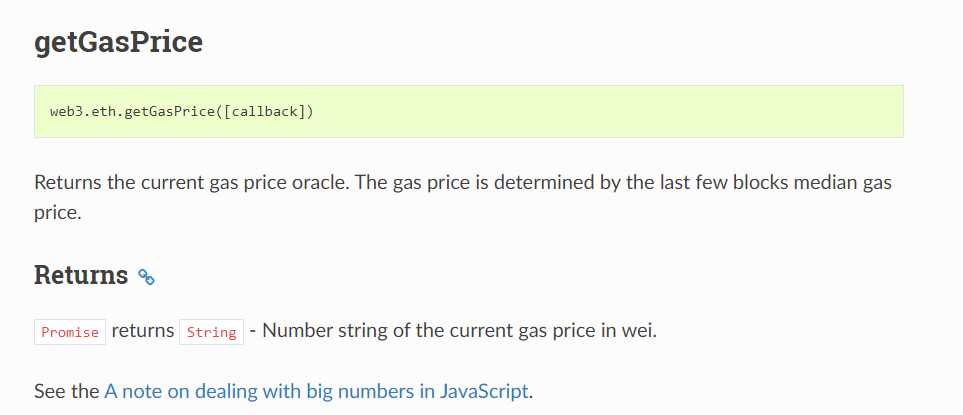 getGasPrice
web3.eth.getGasPrice([callback])
Returns the current gas price oracle. The gas price is determined by the last few blocks median gas
price.
Returns
Promise returns String - Number string of the current gas price in wei.
See the A note on dealing with big numbers in JavaScript.